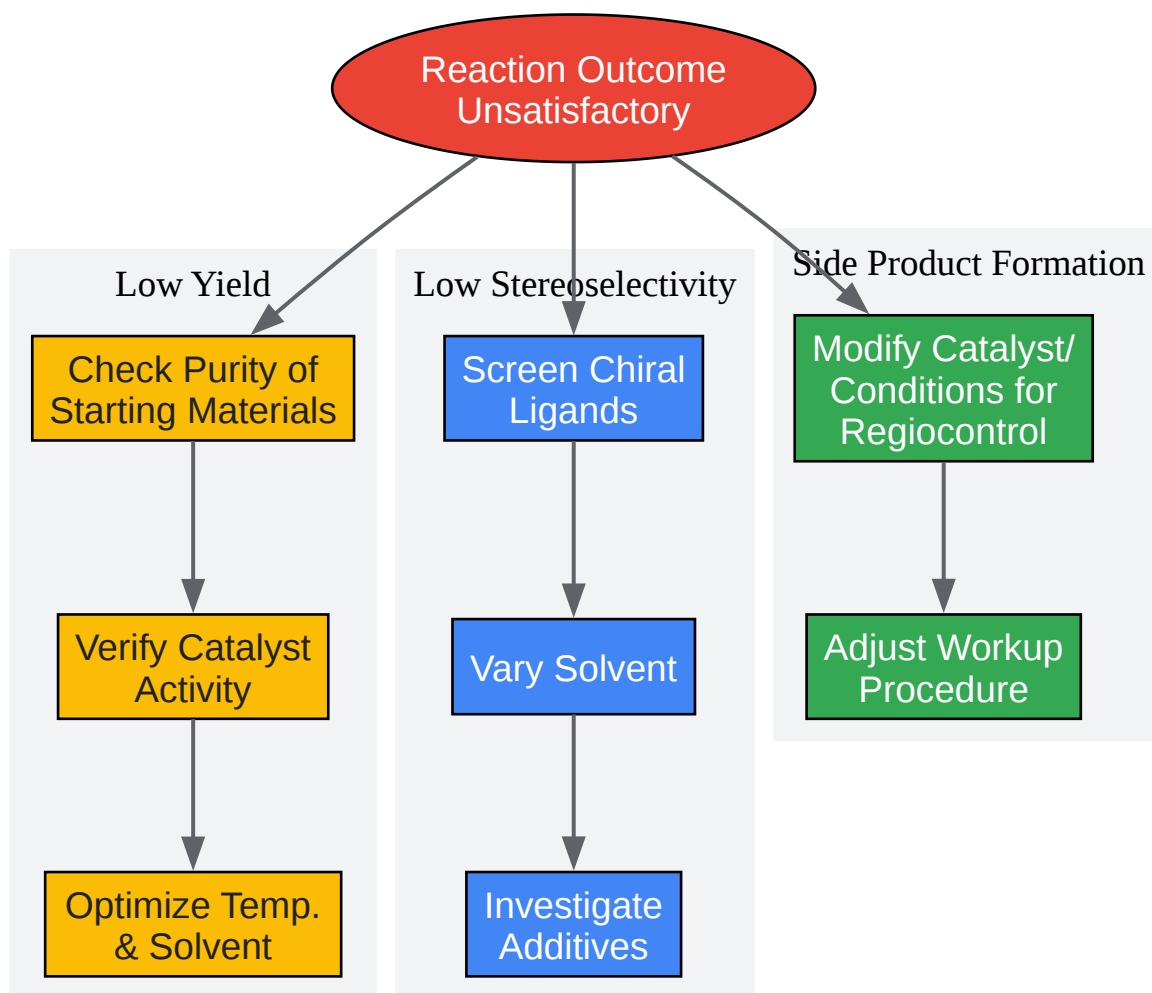 Reaction Outcome
Unsatisfactory
Low Yield
Check Purity of
Starting Materials
Verify Catalyst
Activity
Optimize Temp.
& Solvent
Low Stereoselectivity
Screen Chiral
Ligands
Vary Solvent
Investigate
Additives
Side Product Formation
Modify Catalyst/
Conditions for
Regiocontrol
Adjust Workup
Procedure